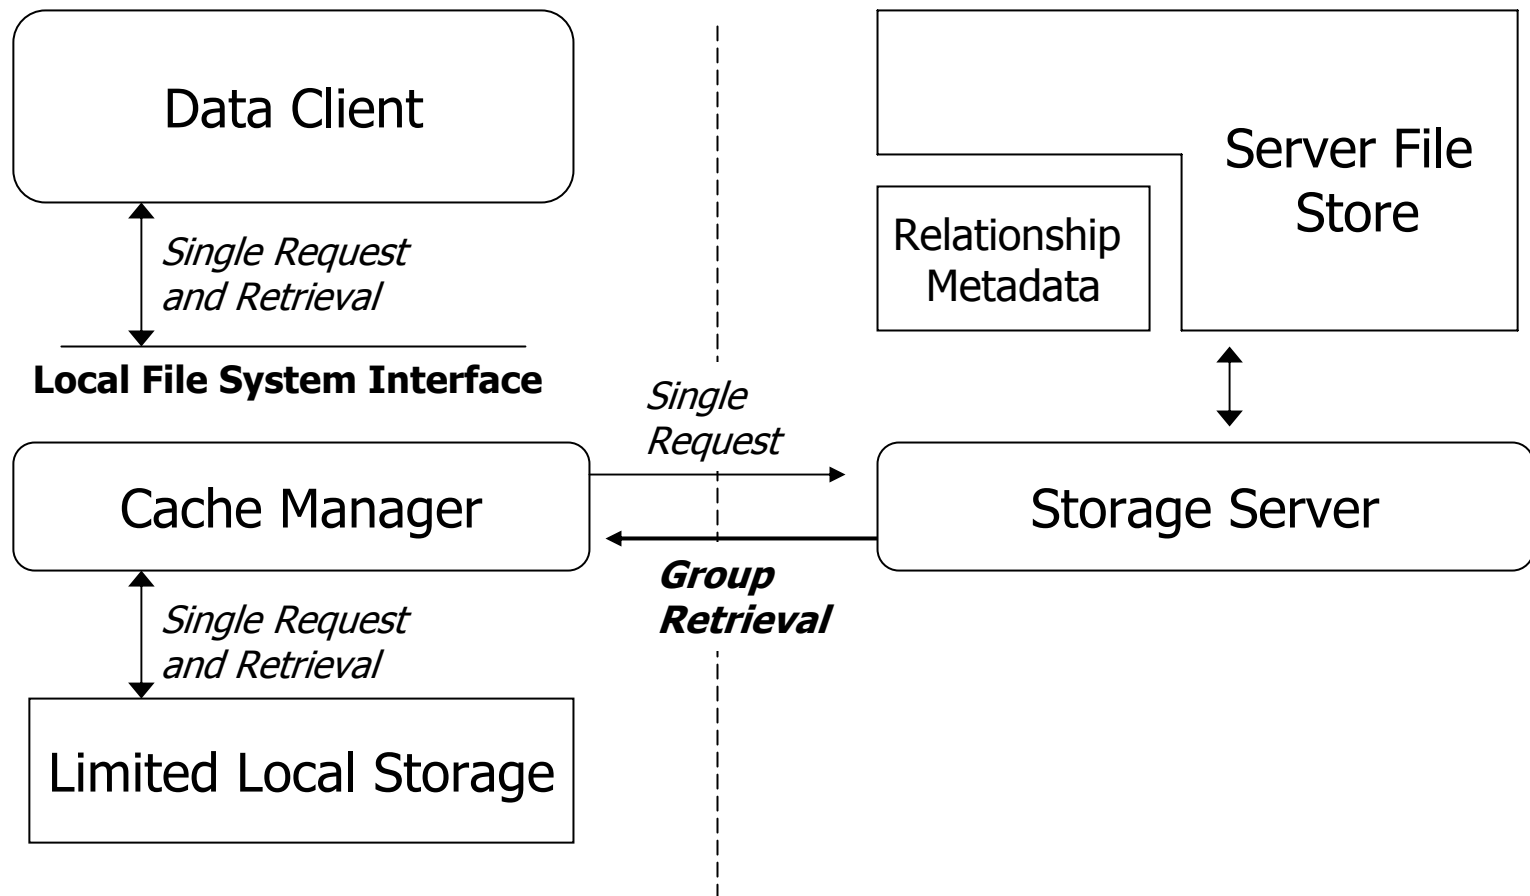 Data Client
Single Request
and Retrieval
Local File System Interface
Cache Manager
Single Request
and Retrieval
Limited Local Storage
Single
Request
Group
Retrieval
Server File
Store
Relationship
Metadata
Storage Server